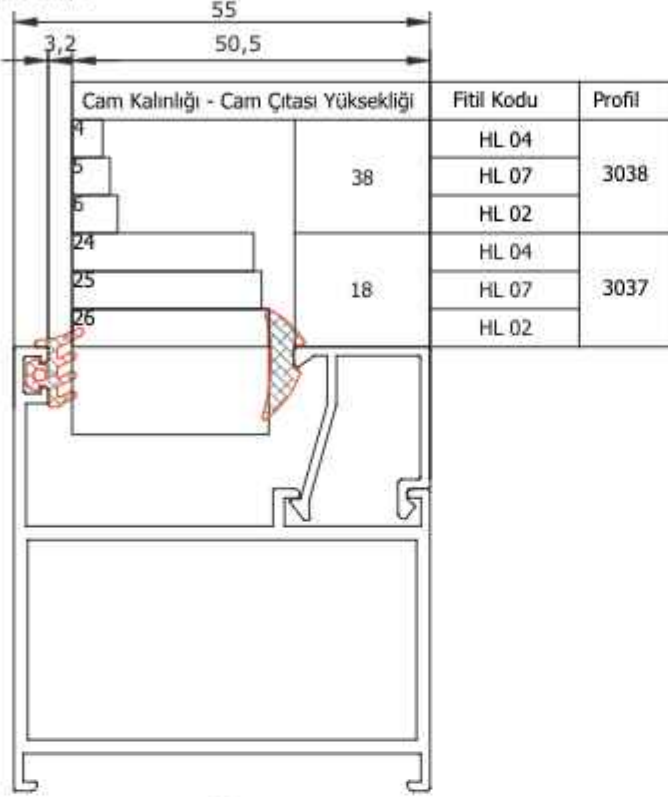 55
3,2 50,5
Cam Kalınlığı - Cam Çıtası Yüksekliği Fitil Kodu Profil
4 HL 04
5 38 HL 07 3038
6 HL 02
24 HL 04
25 18 HL 07 3037
26 HL 02